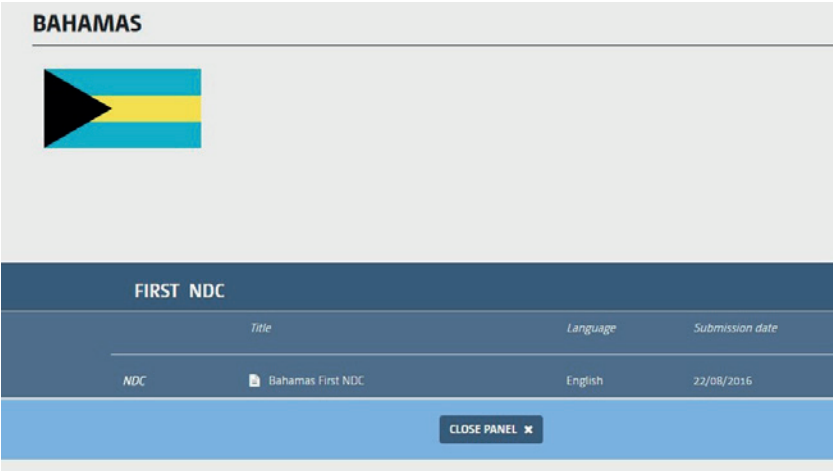 BAHAMAS
FIRST NDC
Title Language Submission date
NDC Bahamas First NDC English 22/08/2016
CLOSE PANEL ✖